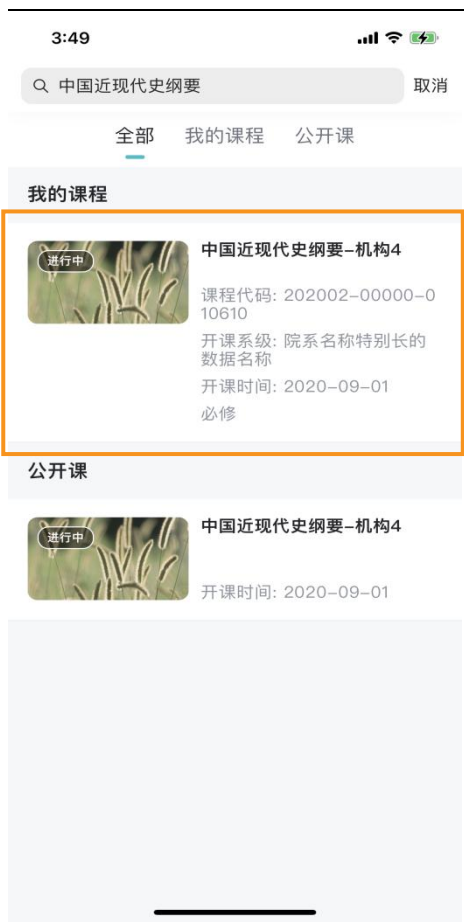 3:49
中国近现代史纲要
取消
全部 我的课程 公开课
我的课程
进行中
中国近现代史纲要-机构4
课程代码: 202002-00000-0
10610
开课系级: 院系名称特别长的
数据名称
开课时间: 2020-09-01
必修
公开课
进行中
中国近现代史纲要-机构4
开课时间: 2020-09-01